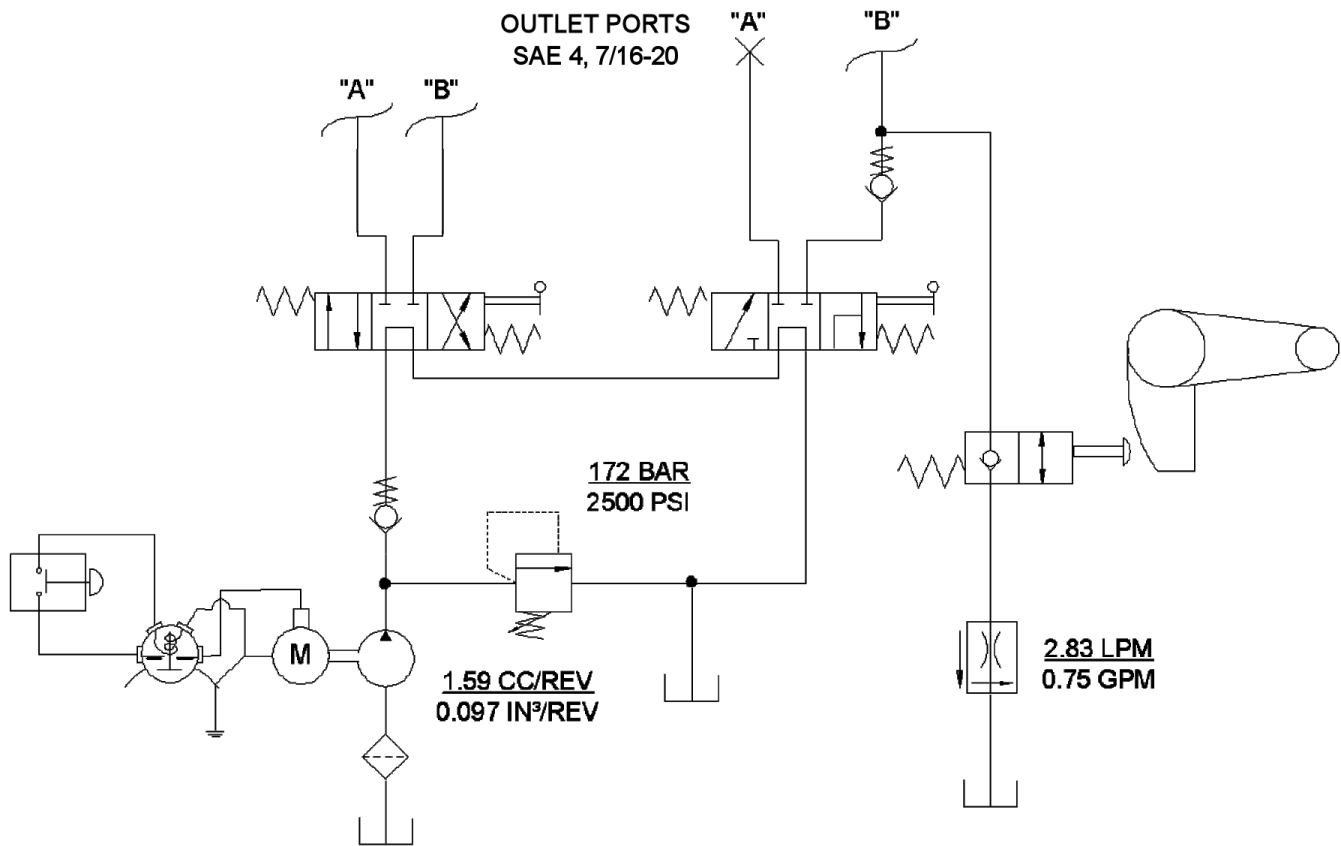 OUTLET PORTS
SAE 4, 7/16-20
"A"
"B"
"A"
"B"
172 BAR
2500 PSI
M
1.59 CC/REV
0.097 IN³/REV
2.83 LPM
0.75 GPM